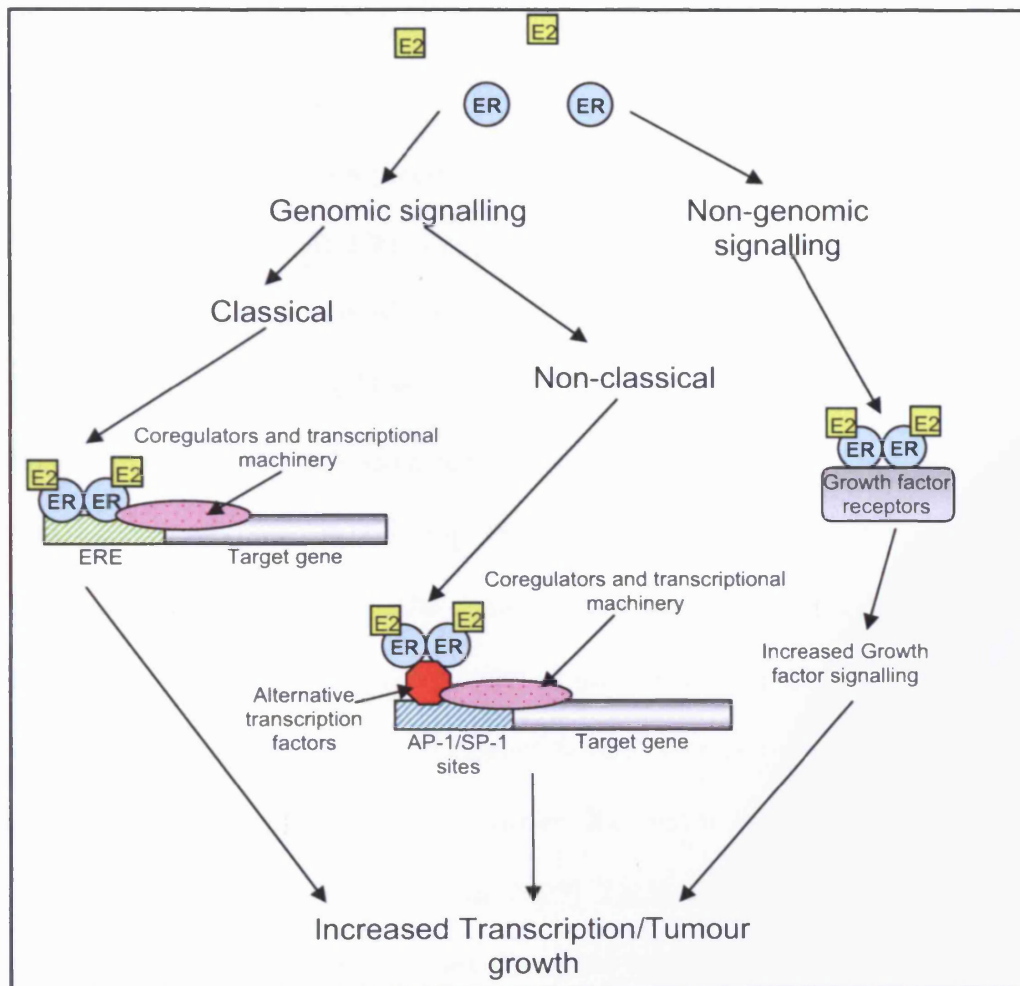 E2
E2
ER
ER
Genomic signalling
Non-genomic
signalling
Classical
Non-classical
Coregulators and transcriptional
machinery
E2
E2
ER
ER
ERE
Target gene
E2
E2
ER
ER
Growth factor
receptors
Coregulators and transcriptional
machinery
E2
E2
ER
ER
Alternative
transcription
factors
AP-1/SP-1
sites
Target gene
Increased Growth
factor signalling
Increased Transcription/Tumour
growth